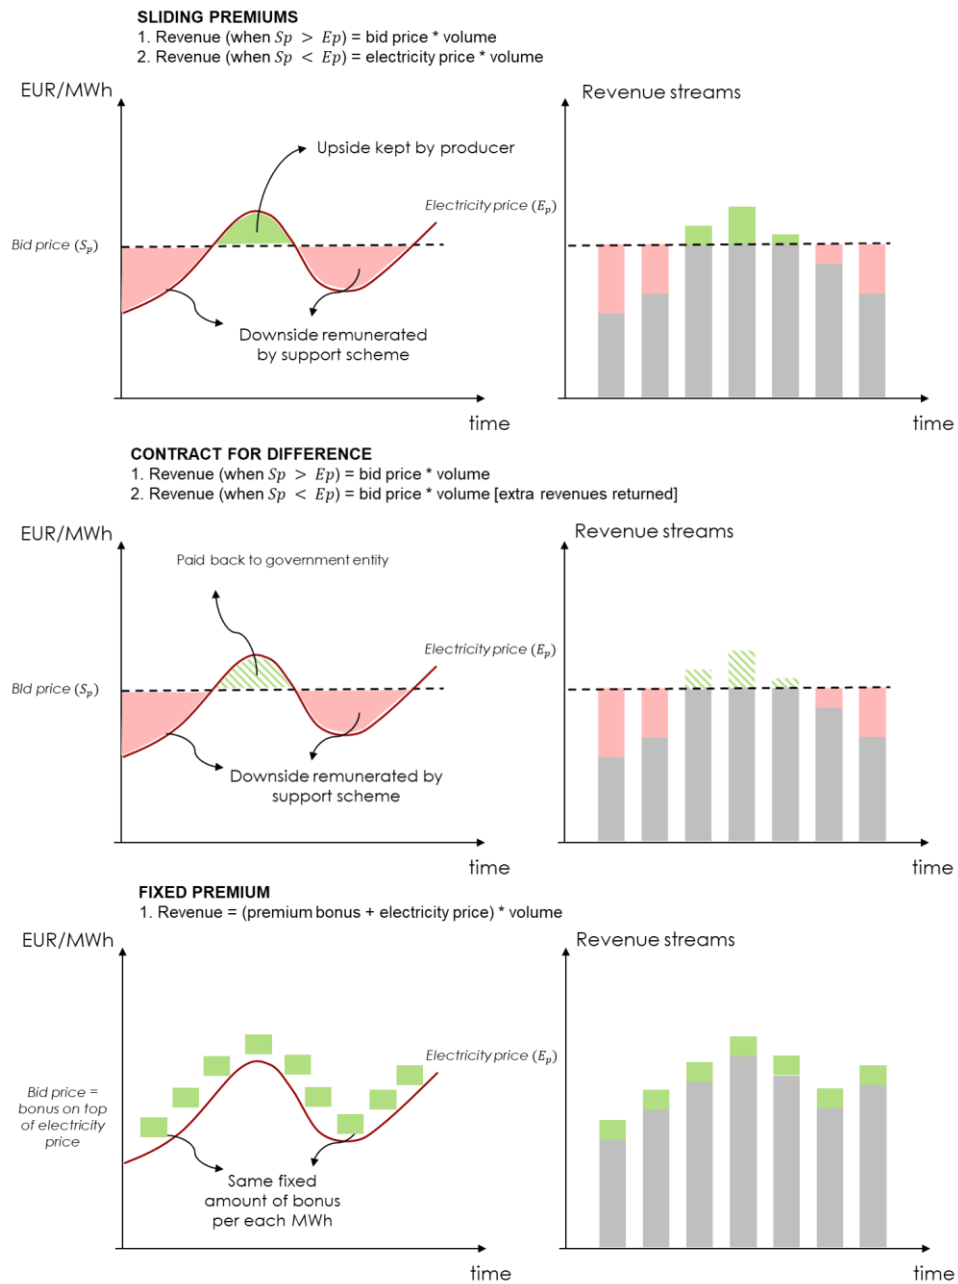 SLIDING PREMIUMS
1. Revenue (when Sp > Ep) = bid price * volume
2. Revenue (when Sp < Ep) = electricity price * volume
EUR/MWh
Revenue streams
Upside kept by producer
Electricity price (Eₚ)
Bid price (Sₚ)
Downside remunerated
by support scheme
time
time
CONTRACT FOR DIFFERENCE
1. Revenue (when Sp > Ep) = bid price * volume
2. Revenue (when Sp < Ep) = bid price * volume [extra revenues returned]
EUR/MWh
Revenue streams
Paid back to government entity
Electricity price (Eₚ)
BId price (Sₚ)
Downside remunerated by
support scheme
time
time
FIXED PREMIUM
1. Revenue = (premium bonus + electricity price) * volume
EUR/MWh
Revenue streams
Electricity price (Eₚ)
Bid price =
bonus on top
of electricity
price
Same fixed
amount of bonus
per each MWh
time
time